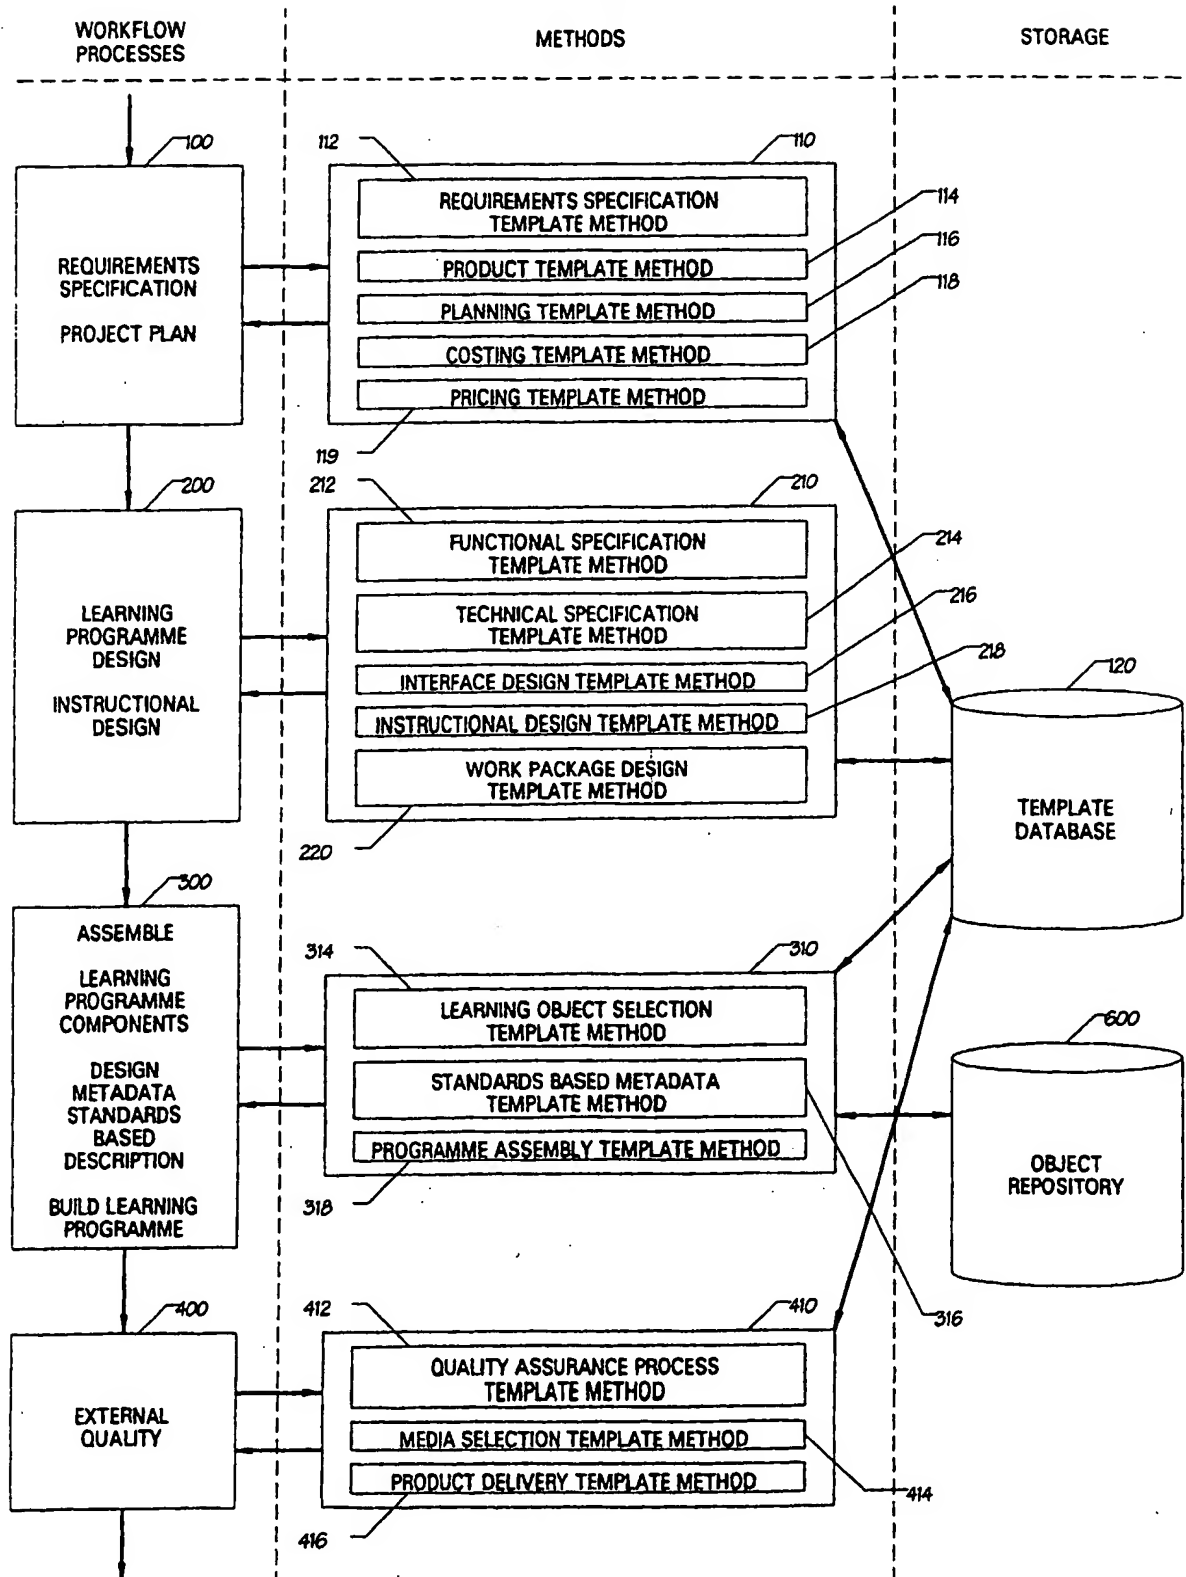 WORKFLOW
PROCESSES
METHODS
STORAGE
100
REQUIREMENTS
SPECIFICATION
PROJECT PLAN
112
110
REQUIREMENTS SPECIFICATION
TEMPLATE METHOD
114
PRODUCT TEMPLATE METHOD
116
PLANNING TEMPLATE METHOD
118
COSTING TEMPLATE METHOD
PRICING TEMPLATE METHOD
119
200
LEARNING
PROGRAMME
DESIGN
INSTRUCTIONAL
DESIGN
212
210
FUNCTIONAL SPECIFICATION
TEMPLATE METHOD
214
TECHNICAL SPECIFICATION
TEMPLATE METHOD
216
INTERFACE DESIGN TEMPLATE METHOD
218
INSTRUCTIONAL DESIGN TEMPLATE METHOD
WORK PACKAGE DESIGN
TEMPLATE METHOD
220
120
TEMPLATE
DATABASE
300
ASSEMBLE
LEARNING
PROGRAMME
COMPONENTS
DESIGN
METADATA
STANDARDS
BASED
DESCRIPTION
BUILD LEARNING
PROGRAMME
314
310
LEARNING OBJECT SELECTION
TEMPLATE METHOD
STANDARDS BASED METADATA
TEMPLATE METHOD
PROGRAMME ASSEMBLY TEMPLATE METHOD
318
316
600
OBJECT
REPOSITORY
400
EXTERNAL
QUALITY
412
410
QUALITY ASSURANCE PROCESS
TEMPLATE METHOD
MEDIA SELECTION TEMPLATE METHOD
414
PRODUCT DELIVERY TEMPLATE METHOD
416